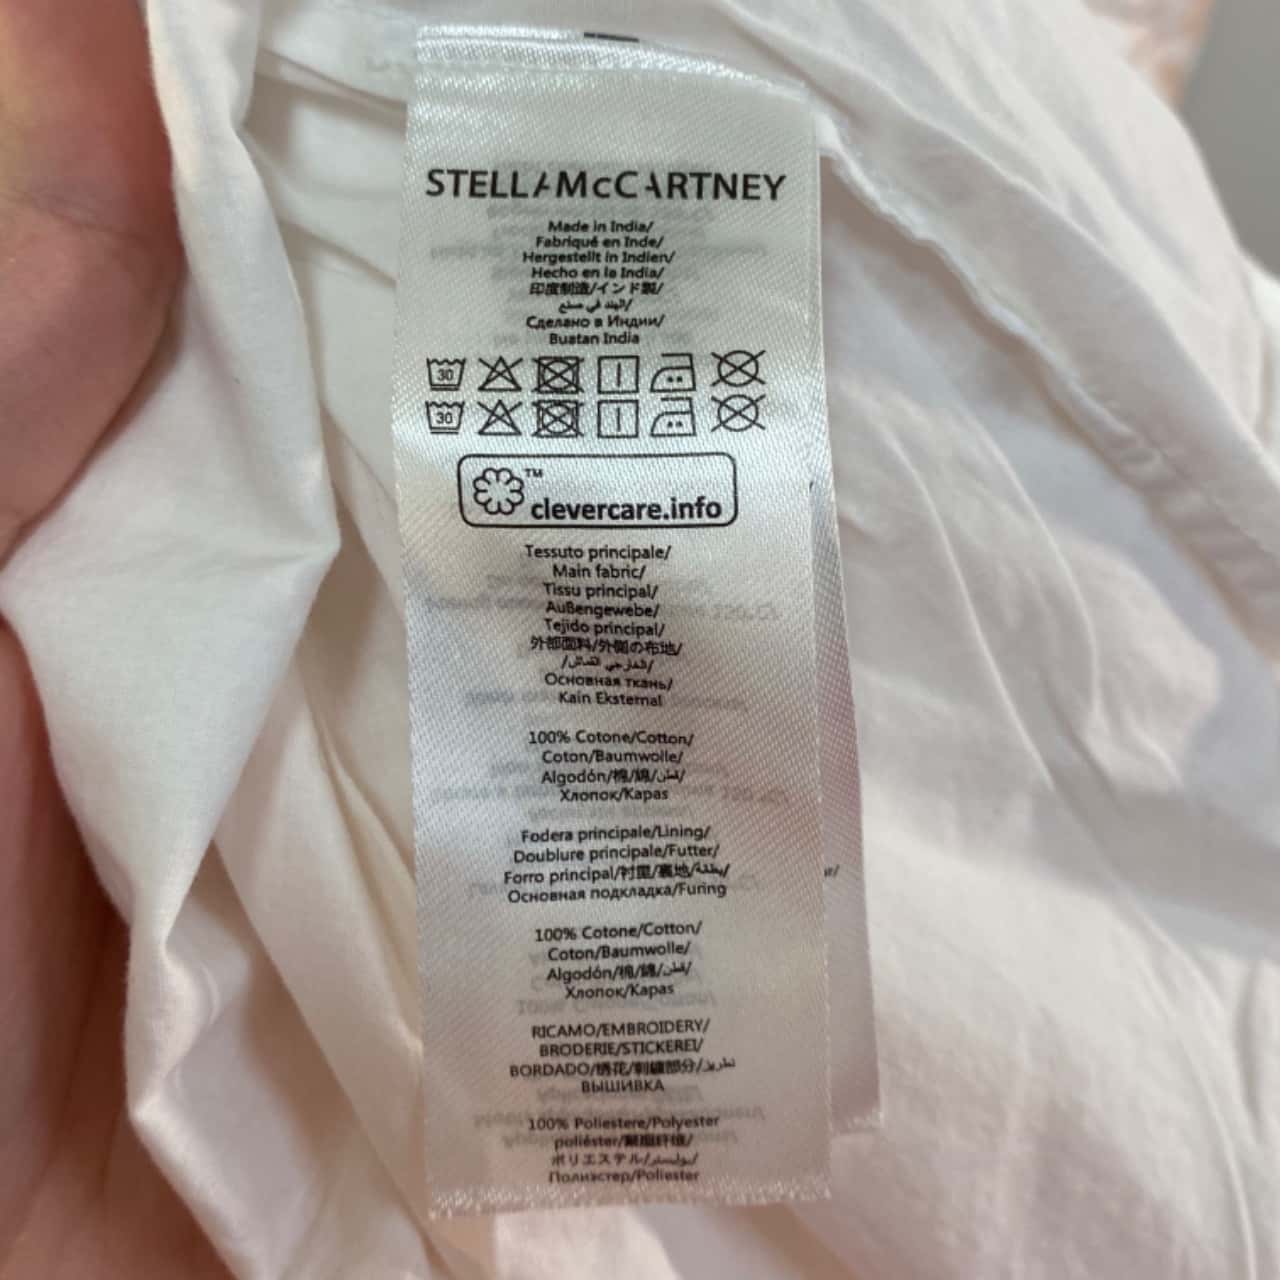 STELLA McCARTNEY
Made in India/
Fabriqué en Inde/
Hergestellt in Indien/
Hecho en la India/
印度制造/インド製/
الهند في صنع/
Сделано в Индии/
Buatan India
30
30
TM
clevercare.info
Tessuto principale/
Main fabric/
Tissu principal/
Außengewebe/
Tejido principal/
外部面料/外側の布地/
الخارجي القماش/
Основная ткань/
Kain Eksternal
100% Cotone/Cotton/
Coton/Baumwolle/
Algodón/棉/綿/قطن/
Хлопок/Kapas
Fodera principale/Lining/
Doublure principale/Futter/
Forro principal/衬里/裏地/بطانة/
Основная подкладка/Furing
100% Cotone/Cotton/
Coton/Baumwolle/
Algodón/棉/綿/قطن/
Хлопок/Kapas
RICAMO/EMBROIDERY/
BRODERIE/STICKEREI/
BORDADO/绣花/刺繍部分/تطريز
ВЫШИВКА
100% Poliestere/Polyester
poliéster/聚酯纤维/
ポリエステル/بوليستر/
Полиэстер/Poliester